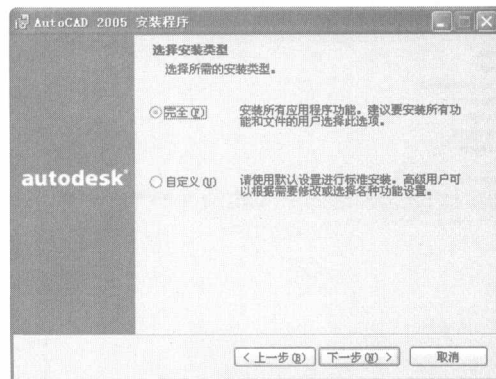 AutoCAD 2005 安装程序
选择安装类型
选择所需的安装类型。
完全(F)
安装所有应用程序功能。建议要安装所有功
能和文件的用户选择此选项。
autodesk
自定义(U)
请使用默认设置进行标准安装。高级用户可
以根据需要修改或选择各种功能设置。
< 上一步(B)
下一步(N) >
取消